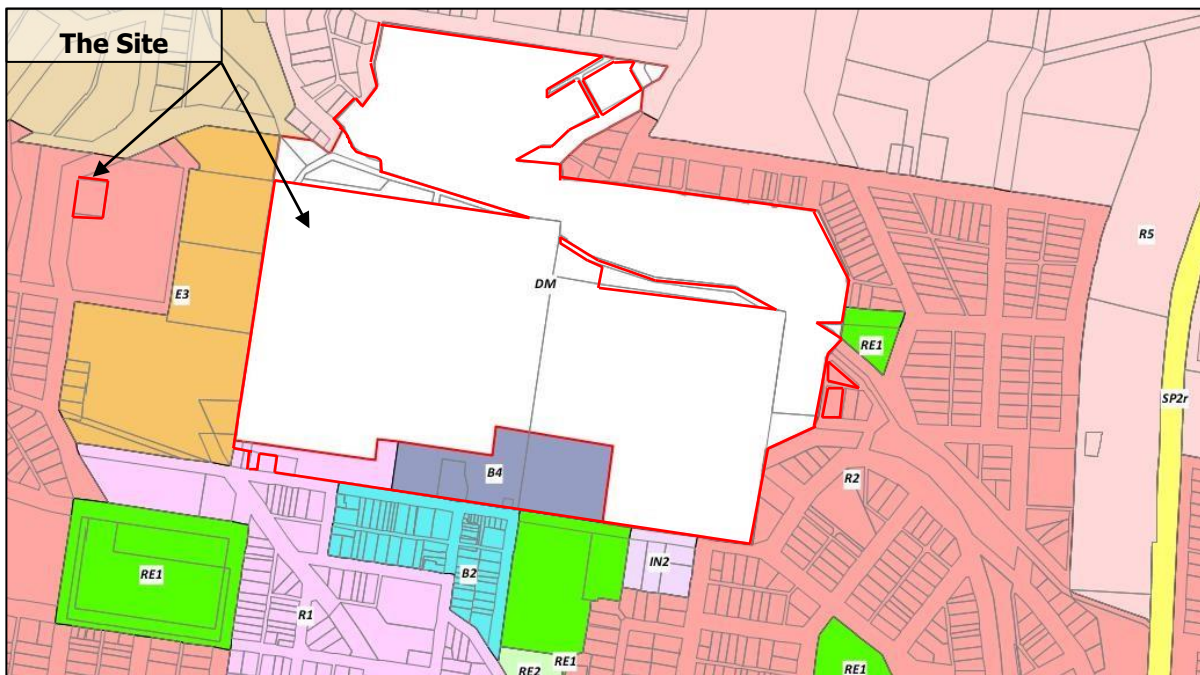 The Site
R5
E3
DM
RE1
SP2r
B4
R2
IN2
RE1
B2
R1
RE1
RE2
RE1